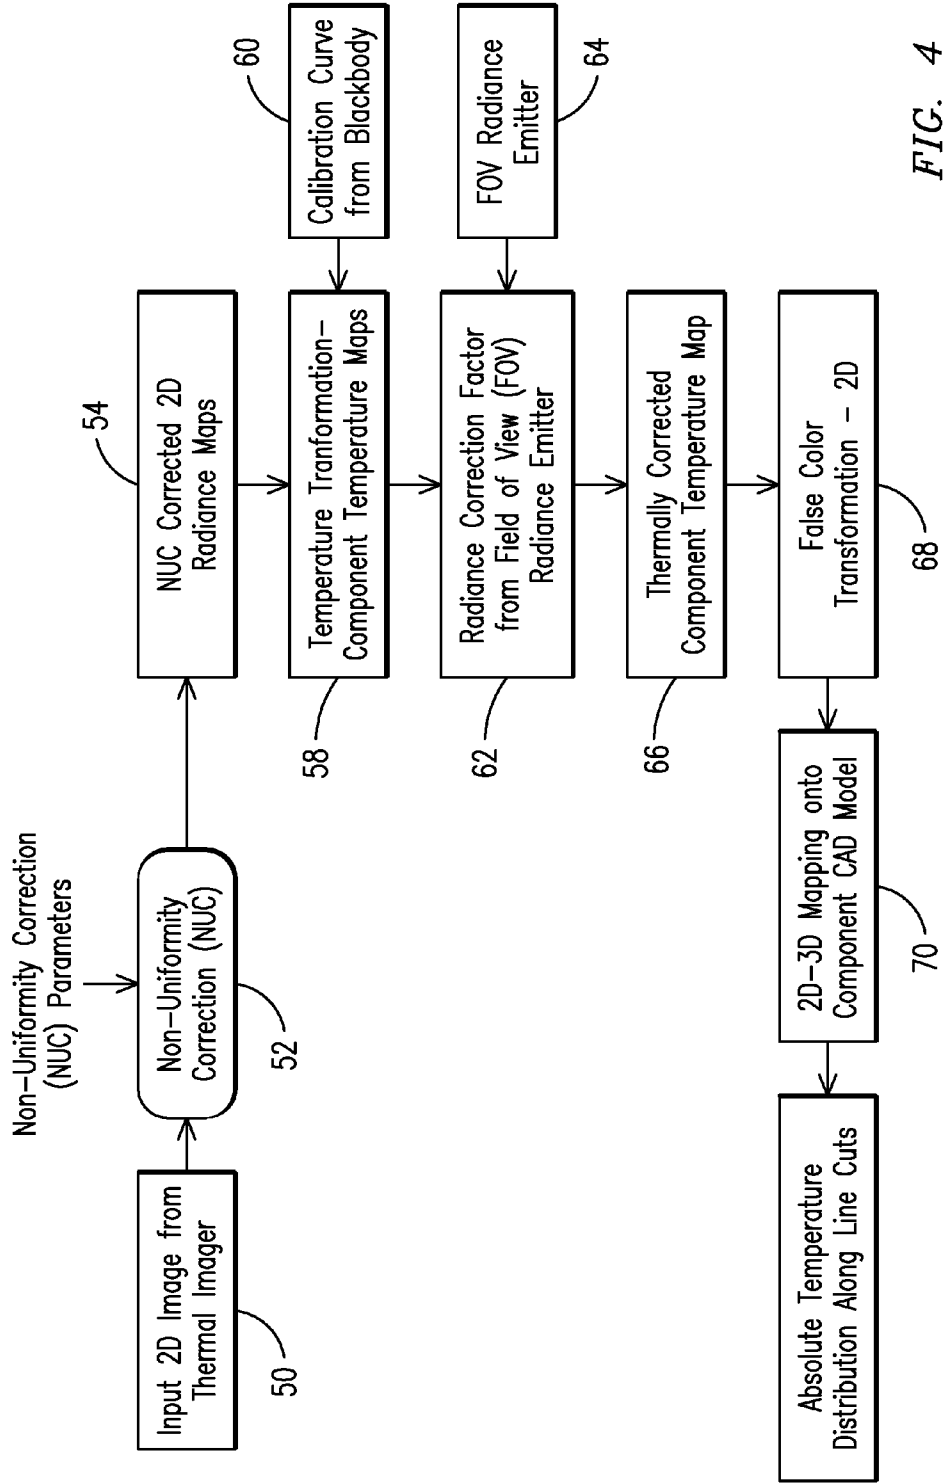 Non-Uniformity Correction
(NUC) Parameters
Input 2D Image from
Thermal Imager
50
Non-Uniformity
Correction (NUC)
52
NUC Corrected 2D
Radiance Maps
54
Temperature Tranformation-
Component Temperature Maps
58
Calibration Curve
from Blackbody
60
Radiance Correction Factor
from Field of View (FOV)
Radiance Emitter
62
FOV Radiance
Emitter
64
Thermally Corrected
Component Temperature Map
66
False Color
Transformation - 2D
68
2D-3D Mapping onto
Component CAD Model
70
Absolute Temperature
Distribution Along Line Cuts
FIG. 4